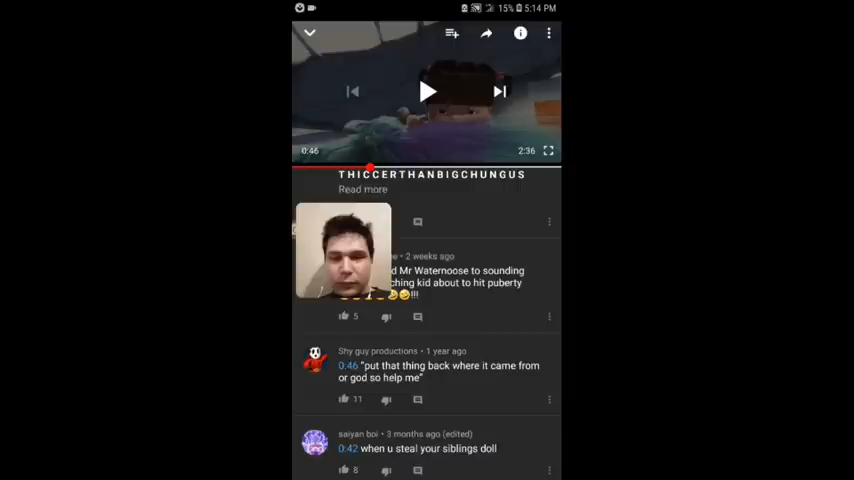 15% 5:14 PM
0:46
2:36
T H I C C E R T H A N B I G C H U N G U S
Read more
• 2 weeks ago
d Mr Waternoose to sounding
ching kid about to hit puberty
!!!
5
Shy guy productions • 1 year ago
0:46 "put that thing back where it came from
or god so help me"
11
saiyan boi • 3 months ago (edited)
0:42 when u steal your siblings doll
8